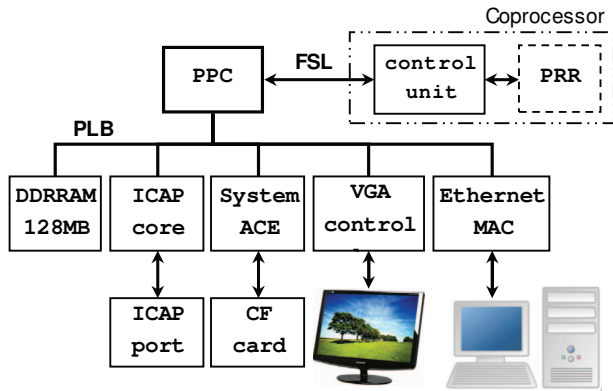 Coprocessor
PPC
FSL
control
unit
PRR
PLB
DDRRAM
128MB
ICAP
core
System
ACE
VGA
control
Ethernet
MAC
ICAP
port
CF
card